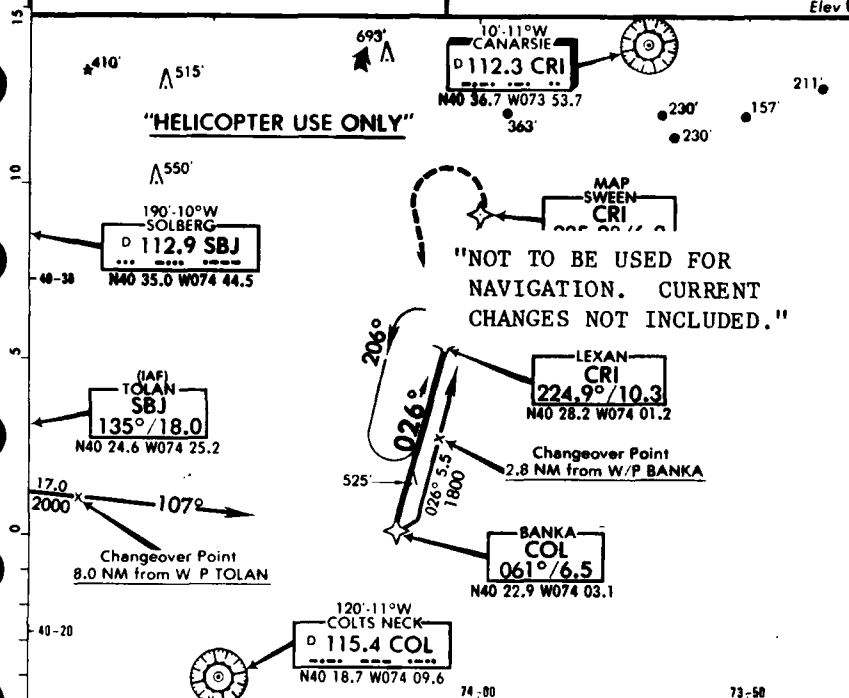 15
Elev
10'-11°W
CANARSIE
D 112.3 CRI
N40 36.7 W073 53.7
693'
410'
515'
211'
230'
157'
363'
230'
"HELICOPTER USE ONLY"
550'
10
MAP
SWEEN
CRI
190'-10°W
SOLBERG
D 112.9 SBJ
N40 35.0 W074 44.5
40-30
"NOT TO BE USED FOR
NAVIGATION. CURRENT
CHANGES NOT INCLUDED."
206°
5
LEXAN
CRI
224.9°/10.3
N40 28.2 W074 01.2
(IAF)
TOLAN
SBJ
135°/18.0
N40 24.6 W074 25.2
026°
Changeover Point
2.8 NM from W/P BANKA
525'
026° 5.5
1800
17.0
2000
107°
0
BANKA
COL
061°/6.5
N40 22.9 W074 03.1
Changeover Point
8.0 NM from W P TOLAN
120'-11°W
COLTS NECK
D 115.4 COL
N40 18.7 W074 09.6
40-20
74-00
73-50